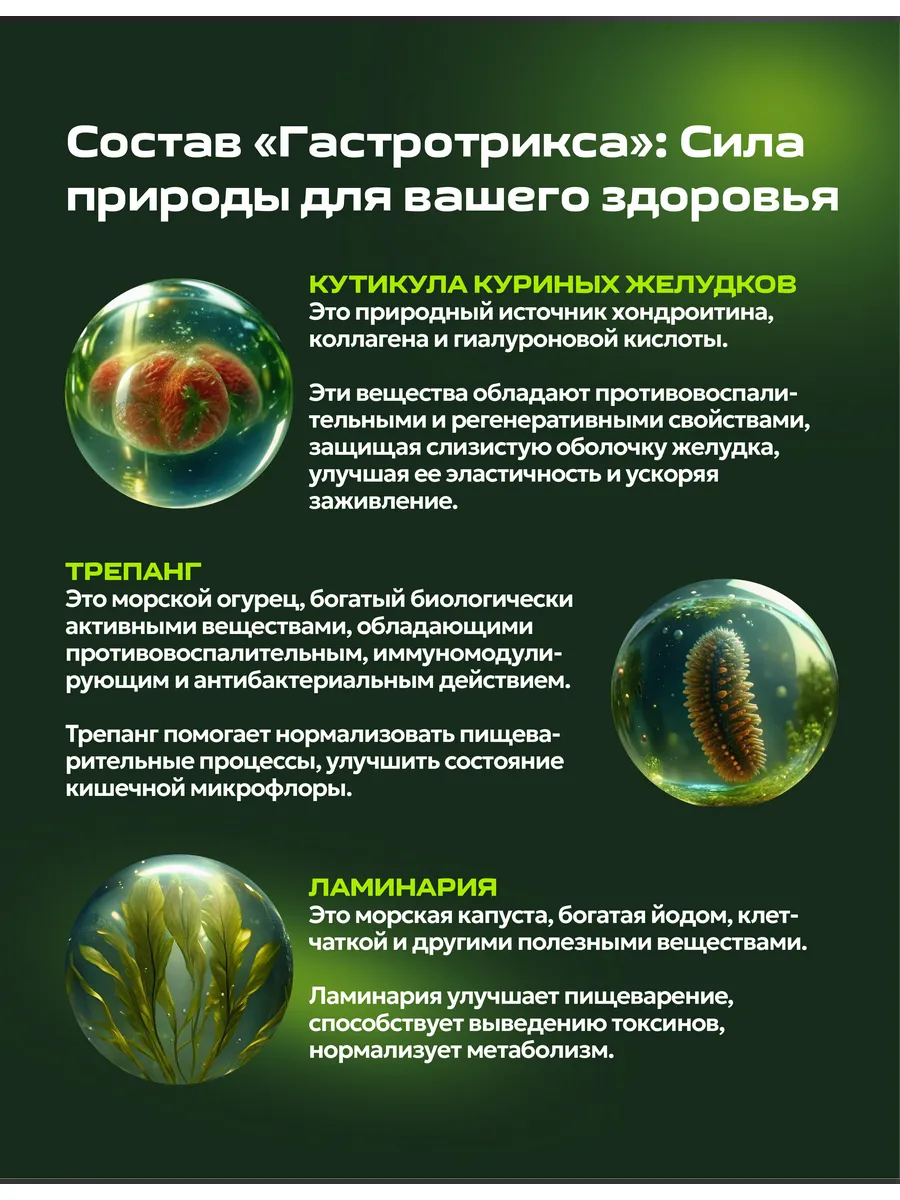 Состав «Гастротрикса»: Сила
природы для вашего здоровья
КУТИКУЛА КУРИНЫХ ЖЕЛУДКОВ
Это природный источник хондроитина,
коллагена и гиалуроновой кислоты.
Эти вещества обладают противовоспали-
тельными и регенеративными свойствами,
защищая слизистую оболочку желудка,
улучшая ее эластичность и ускоряя
заживление.
ТРЕПАНГ
Это морской огурец, богатый биологически
активными веществами, обладающими
противовоспалительным, иммуномодули-
рующим и антибактериальным действием.
Трепанг помогает нормализовать пищева-
рительные процессы, улучшить состояние
кишечной микрофлоры.
ЛАМИНАРИЯ
Это морская капуста, богатая йодом, клет-
чаткой и другими полезными веществами.
Ламинария улучшает пищеварение,
способствует выведению токсинов,
нормализует метаболизм.